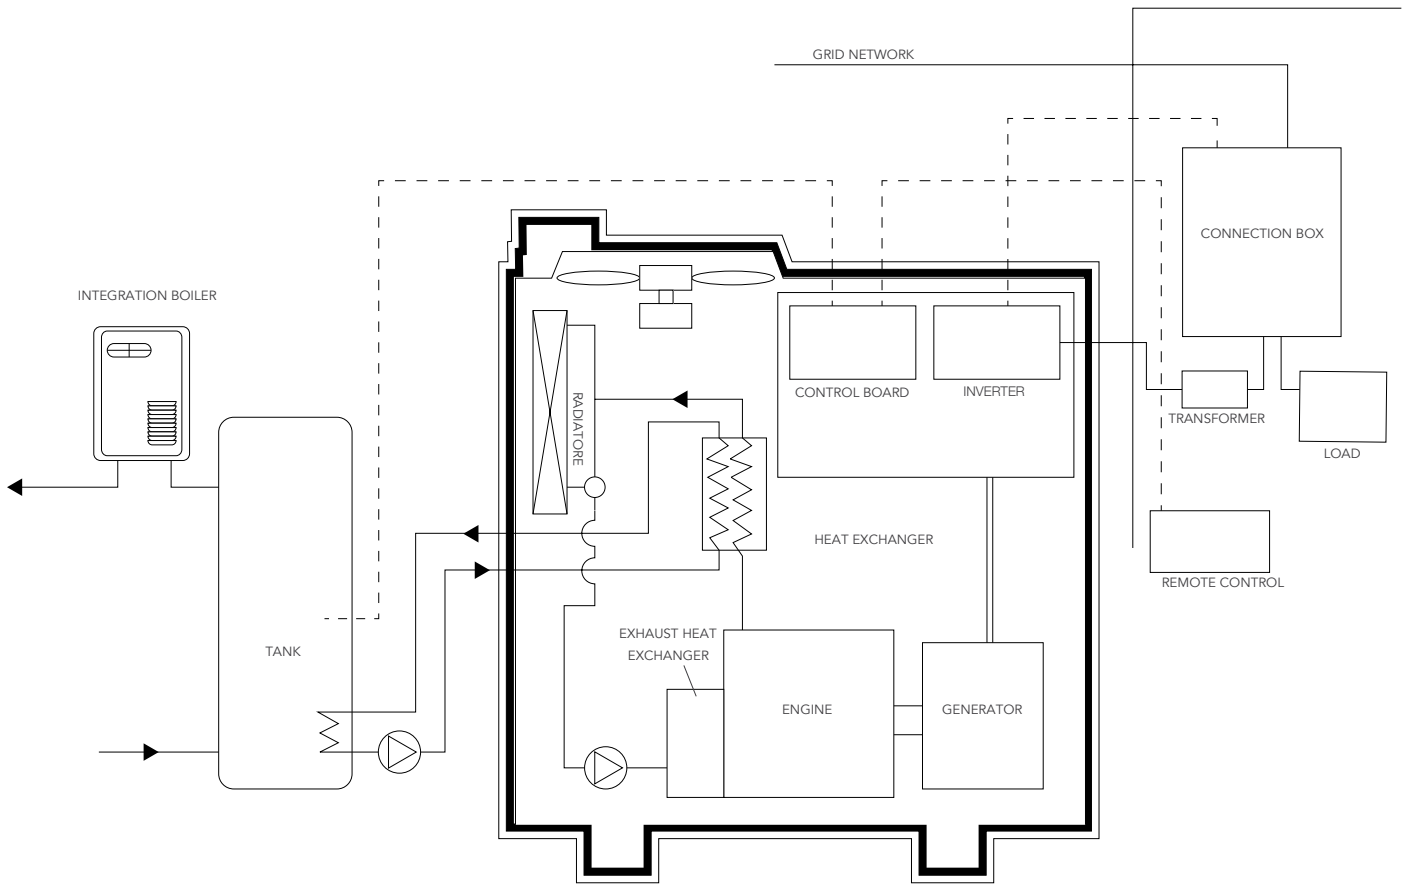 GRID NETWORK
CONNECTION BOX
INTEGRATION BOILER
RADIATORE
CONTROL BOARD
INVERTER
TRANSFORMER
LOAD
HEAT EXCHANGER
REMOTE CONTROL
TANK
EXHAUST HEAT
EXCHANGER
ENGINE
GENERATOR